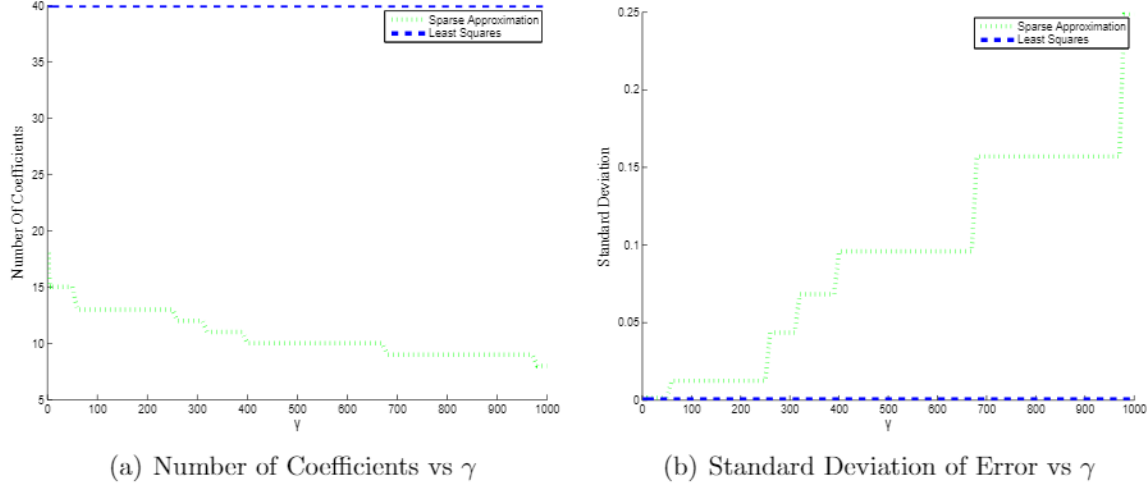 40
35
30
25
20
15
10
5
Number Of Coefficients
0 100 200 300 400 500 600 700 800 900 1000
γ
Sparse Approximation
Least Squares
(a) Number of Coefficients vs γ
0.25
0.2
0.15
0.1
0.05
0
Standard Deviation
0 100 200 300 400 500 600 700 800 900 1000
γ
Sparse Approximation
Least Squares
(b) Standard Deviation of Error vs γ